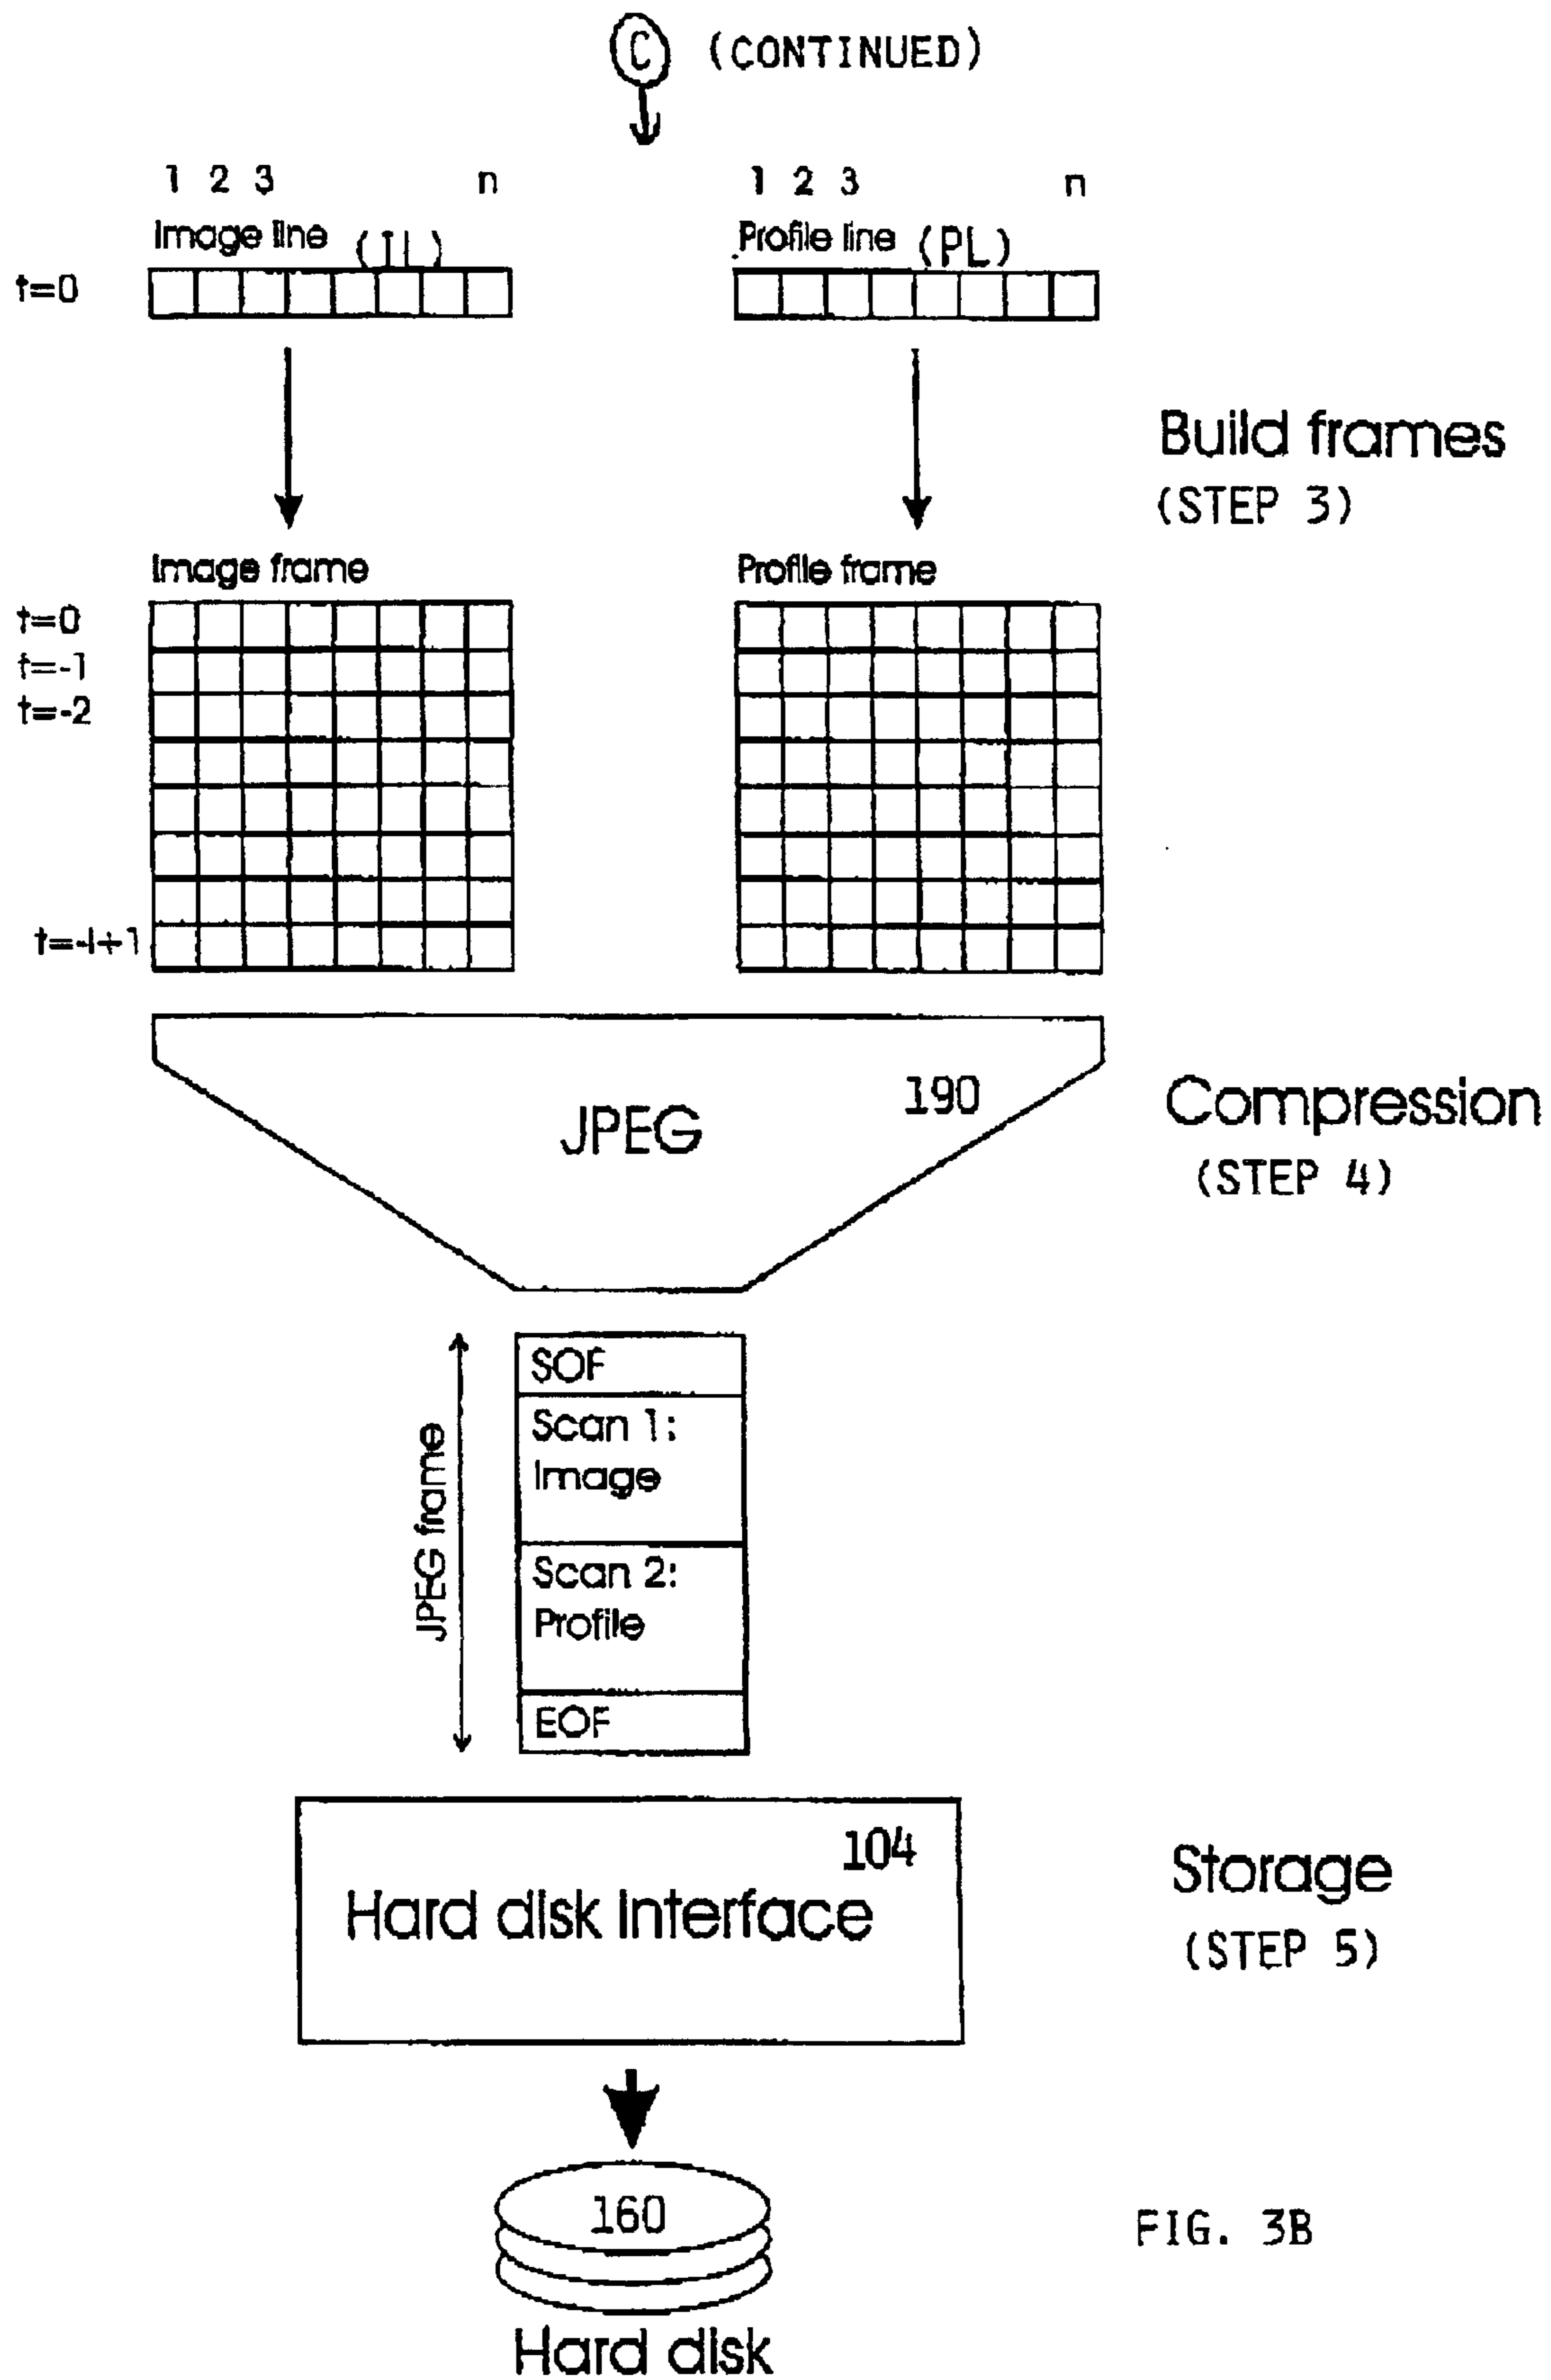 C (CONTINUED)
1 2 3 n
1 2 3 n
Image line (IL)
Profile line (PL)
t=0
Build frames
(STEP 3)
Image frame
Profile frame
t=0
t=-1
t=-2
t=-l+1
JPEG
190
Compression
(STEP 4)
JPEG frame
SOF
Scan 1:
Image
Scan 2:
Profile
EOF
104
Hard disk Interface
Storage
(STEP 5)
160
Hard disk
FIG. 3B